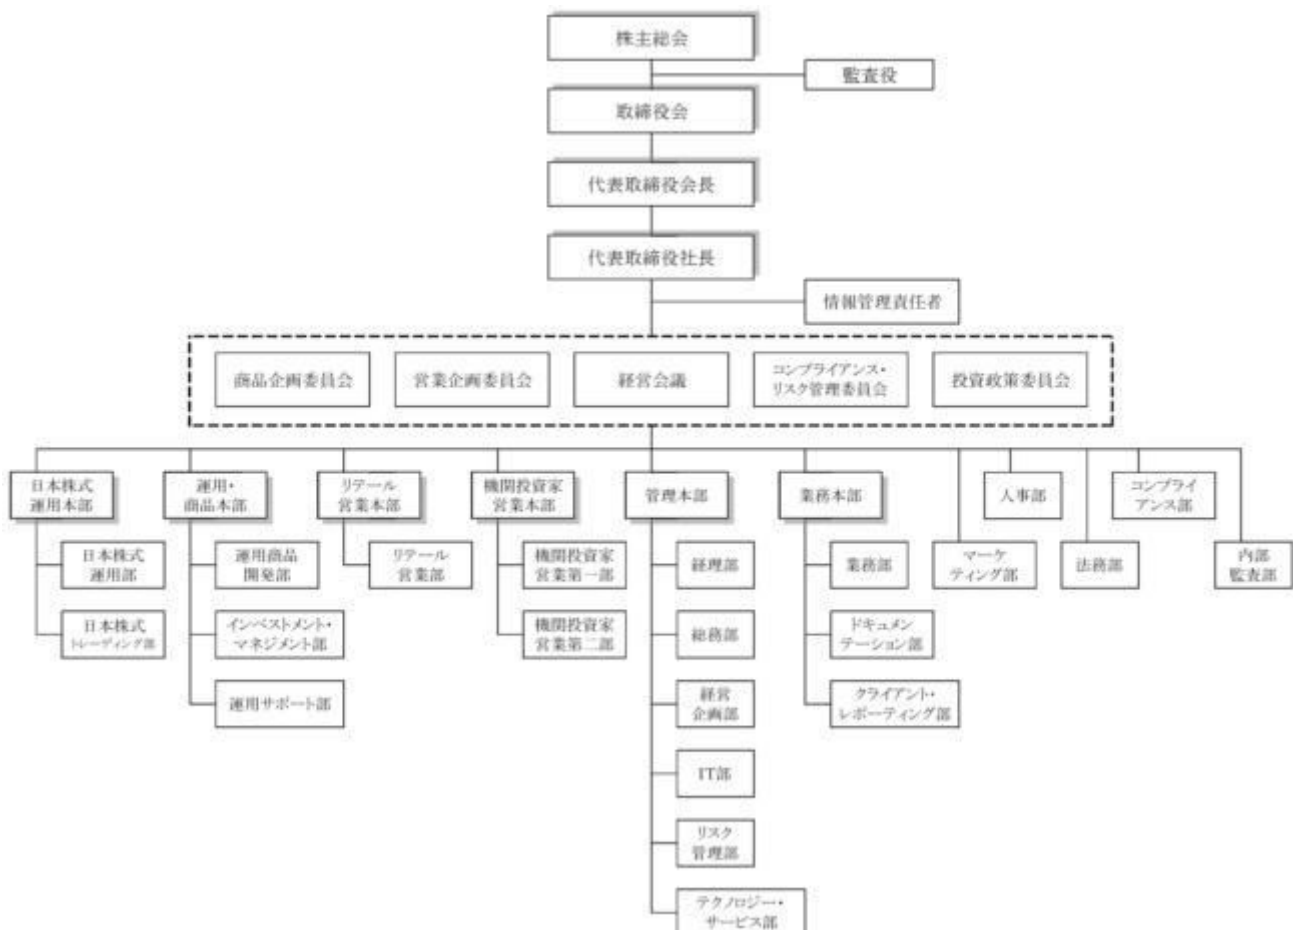 株主総会
監査役
取締役会
代表取締役会長
代表取締役社長
情報管理責任者
商品企画委員会
営業企画委員会
経営会議
コンプライアンス・
リスク管理委員会
投資政策委員会
日本株式
運用本部
運用・
商品本部
リテール
営業本部
機関投資家
営業本部
管理本部
業務本部
人事部
コンプライ
アンス部
日本株式
運用部
運用商品
開発部
リテール
営業部
機関投資家
営業第一部
経理部
業務部
マーケ
ティング部
法務部
内部
監査部
日本株式
トレーディング部
インベストメント・
マネジメント部
機関投資家
営業第二部
総務部
ドキュメン
テーション部
運用サポート部
経営
企画部
クライアント・
レポーティング部
IT部
リスク
管理部
テクノロジー・
サービス部